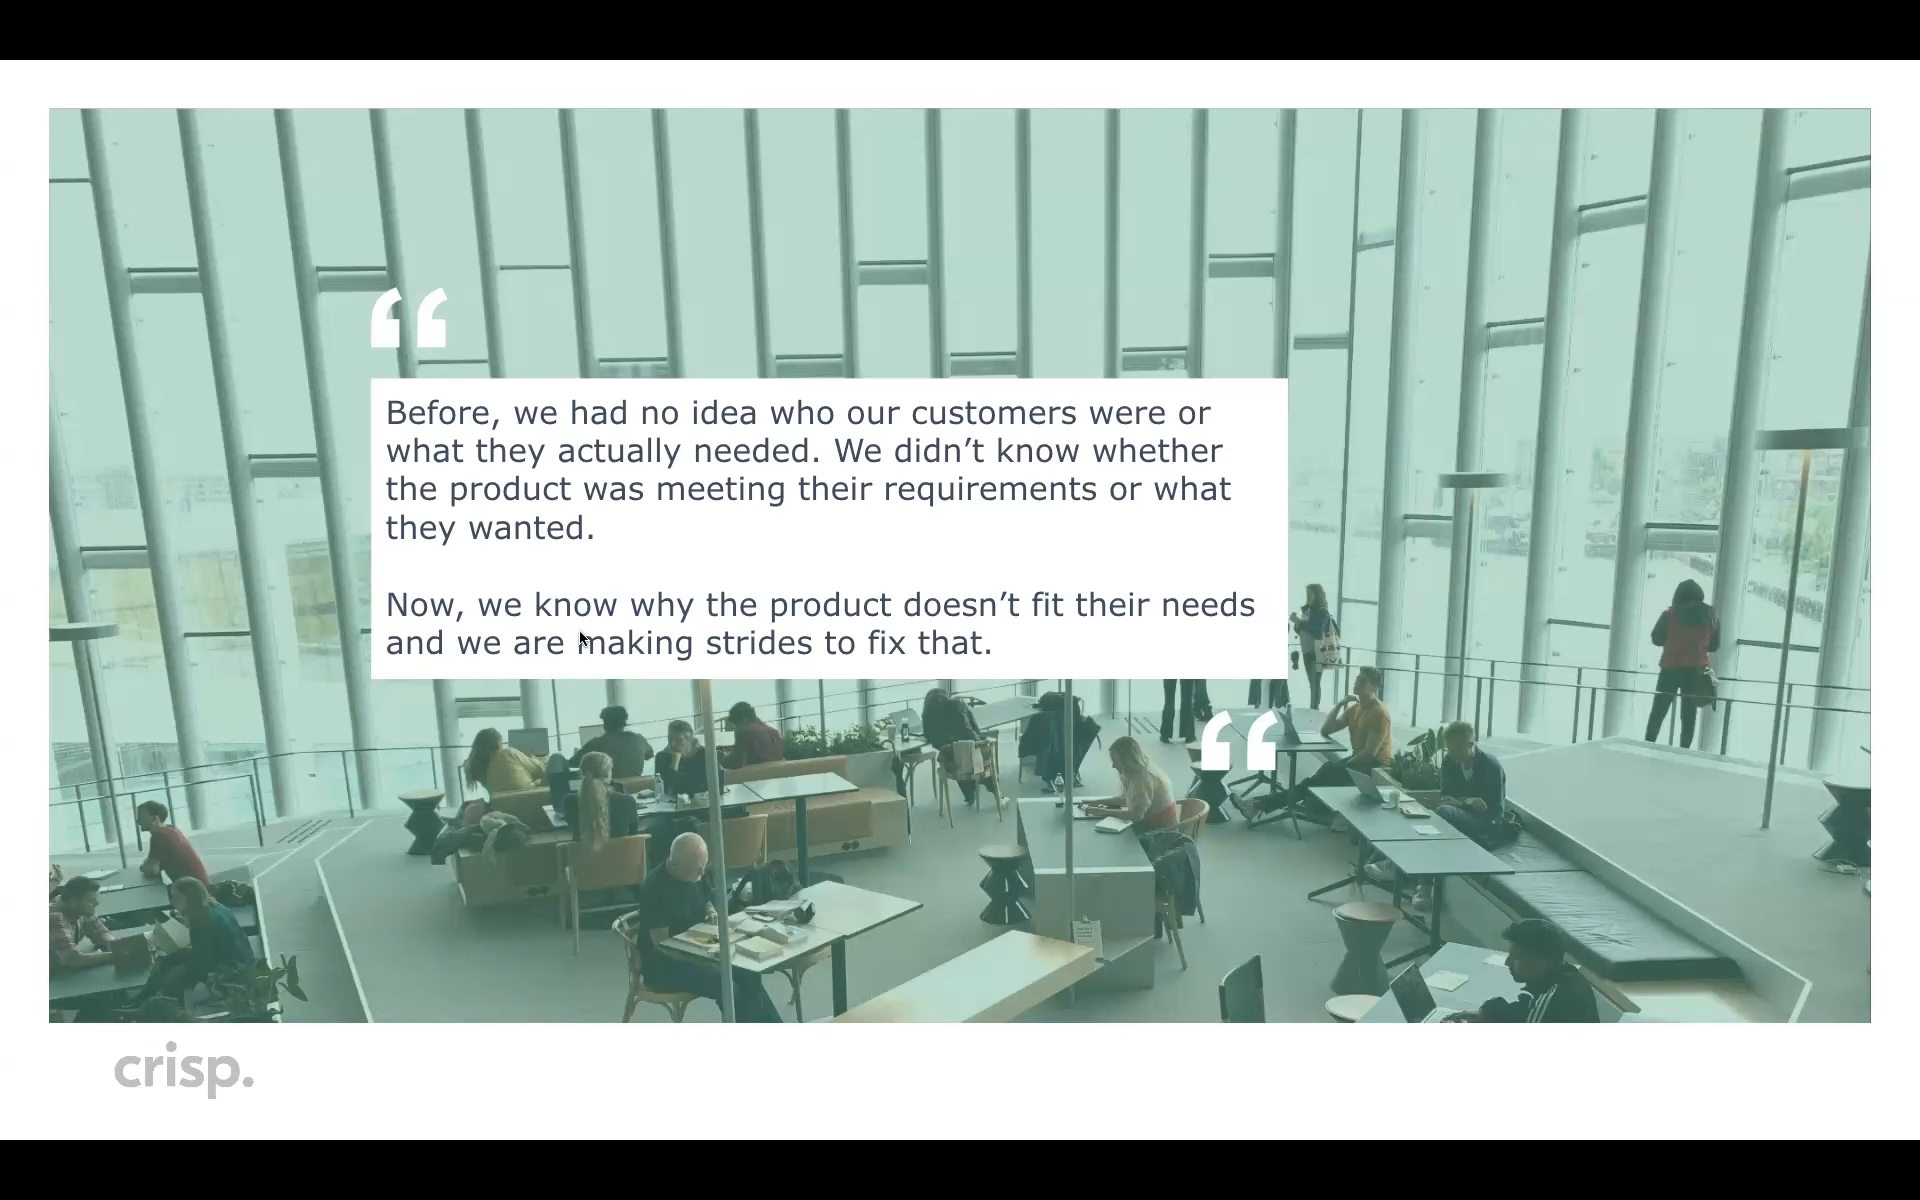 “
Before, we had no idea who our customers were or
what they actually needed. We didn’t know whether
the product was meeting their requirements or what
they wanted.
Now, we know why the product doesn’t fit their needs
and we are making strides to fix that.
“
crisp.